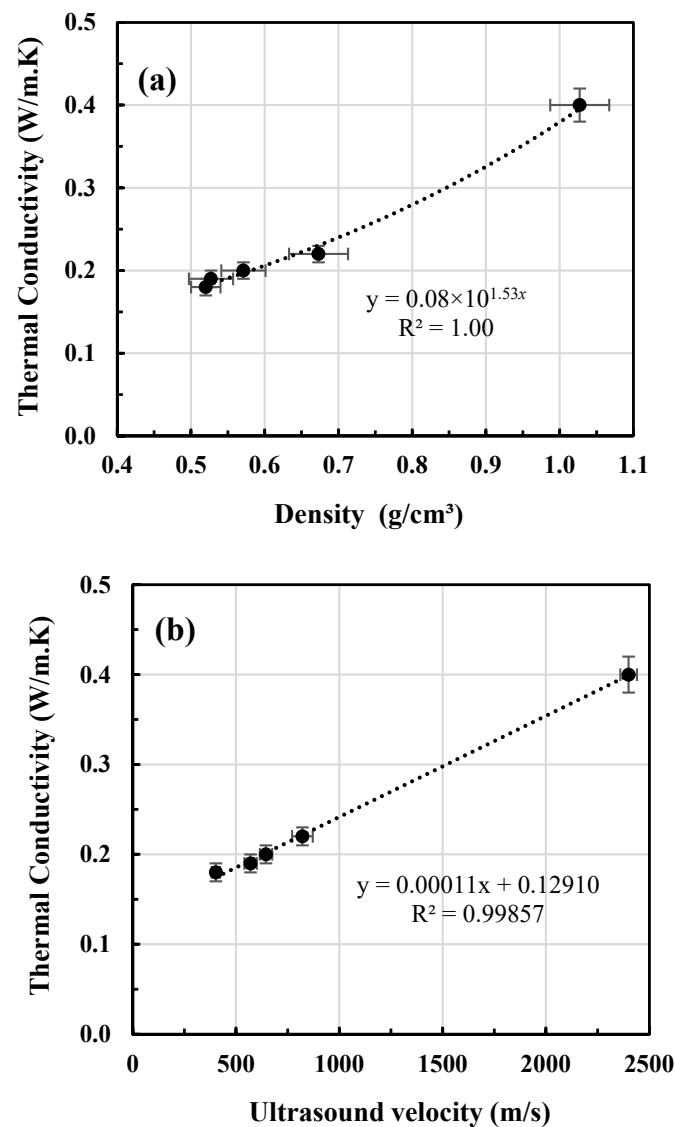 0.5
(a)
0.4
0.3
0.2
y = 0.08×10^1.53x
R² = 1.00
0.1
0.0
0.4 0.5 0.6 0.7 0.8 0.9 1.0 1.1
Thermal Conductivity (W/m.K)
Density (g/cm³)
0.5
(b)
0.4
0.3
0.2
y = 0.00011x + 0.12910
R² = 0.99857
0.1
0.0
0 500 1000 1500 2000 2500
Thermal Conductivity (W/m.K)
Ultrasound velocity (m/s)